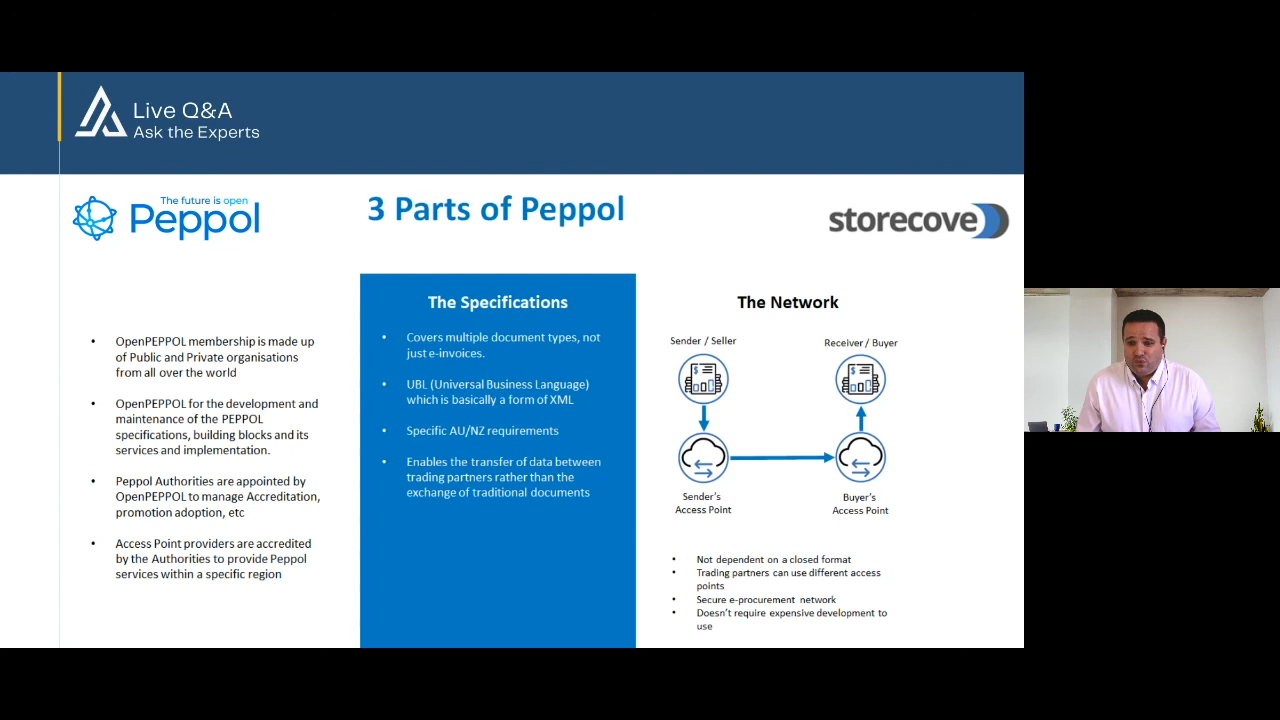 Live Q&A
Ask the Experts
The future is open
Peppol
3 Parts of Peppol
storecove
• OpenPEPPOL membership is made up
of Public and Private organisations
from all over the world
• OpenPEPPOL for the development and
maintenance of the PEPPOL
specifications, building blocks and its
services and implementation.
• Peppol Authorities are appointed by
OpenPEPPOL to manage Accreditation,
promotion adoption, etc
• Access Point providers are accredited
by the Authorities to provide Peppol
services within a specific region
The Specifications
• Covers multiple document types, not
just e-invoices.
• UBL (Universal Business Language)
which is basically a form of XML
• Specific AU/NZ requirements
• Enables the transfer of data between
trading partners rather than the
exchange of traditional documents
The Network
Sender / Seller
Receiver / Buyer
Sender's
Access Point
Buyer's
Access Point
• Not dependent on a closed format
• Trading partners can use different access
points
• Secure e-procurement network
• Doesn't require expensive development to
use